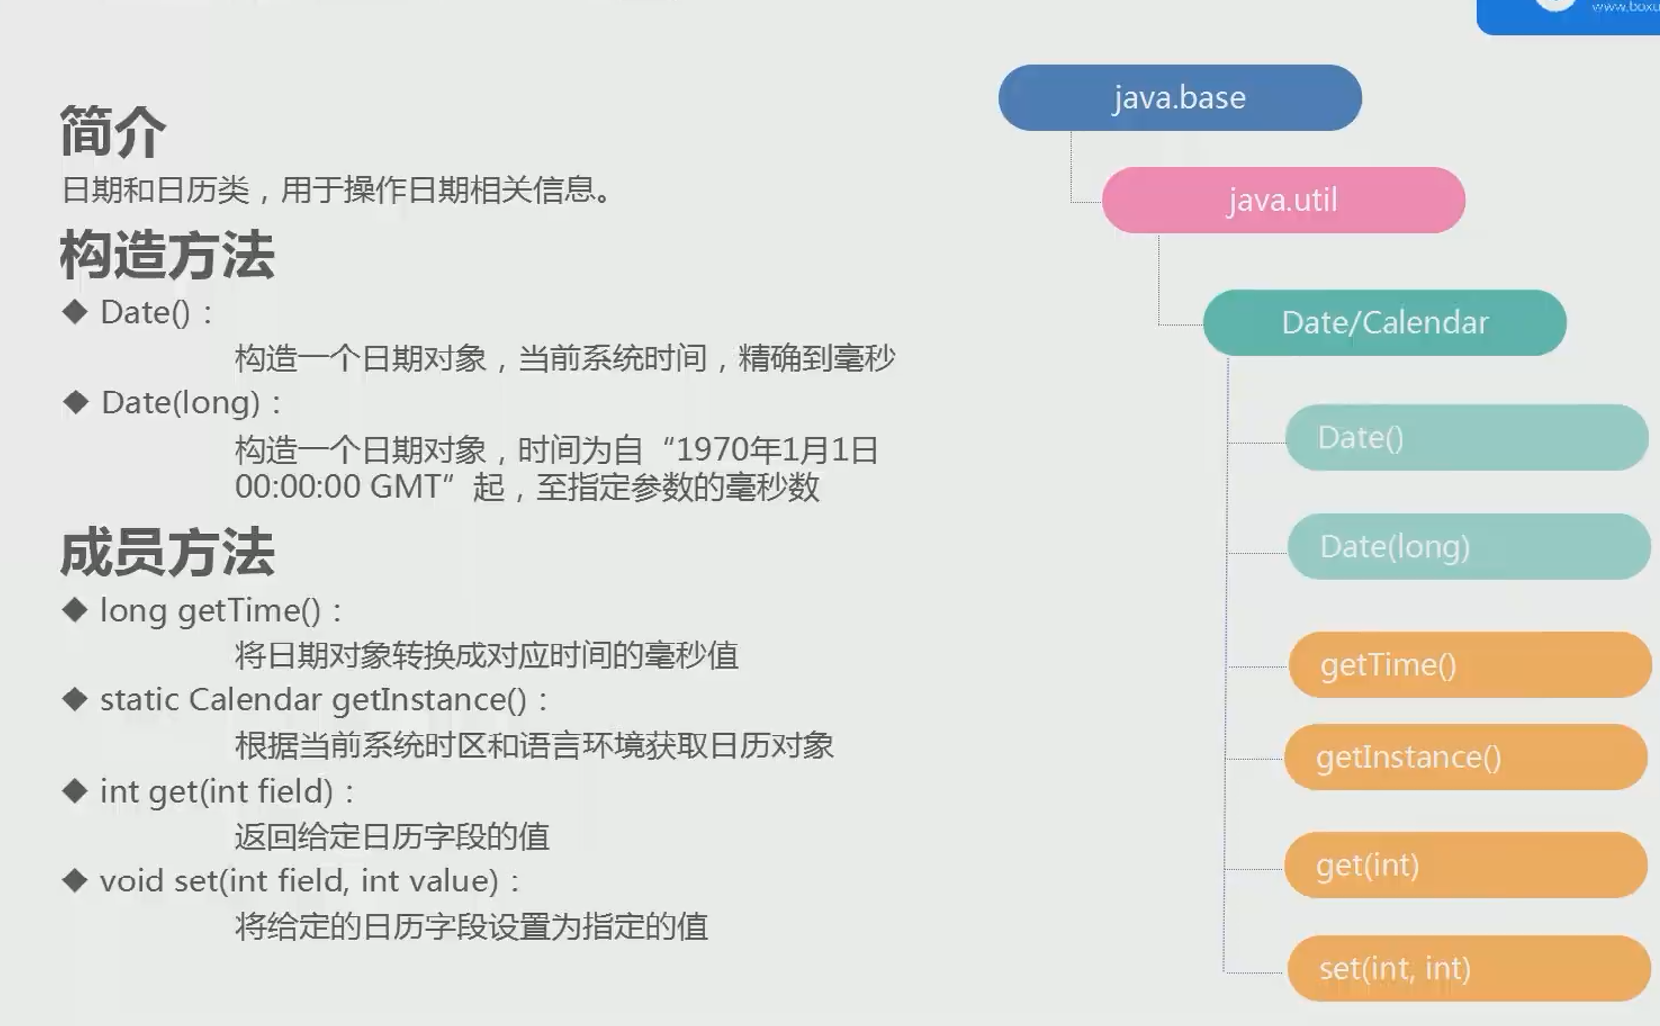 www.boxu
简介
日期和日历类，用于操作日期相关信息。
构造方法
◆ Date()：
构造一个日期对象，当前系统时间，精确到毫秒
◆ Date(long)：
构造一个日期对象，时间为自“1970年1月1日
00:00:00 GMT”起，至指定参数的毫秒数
成员方法
◆ long getTime()：
将日期对象转换成对应时间的毫秒值
◆ static Calendar getInstance()：
根据当前系统时区和语言环境获取日历对象
◆ int get(int field)：
返回给定日历字段的值
◆ void set(int field, int value)：
将给定的日历字段设置为指定的值
java.base
java.util
Date/Calendar
Date()
Date(long)
getTime()
getInstance()
get(int)
set(int, int)